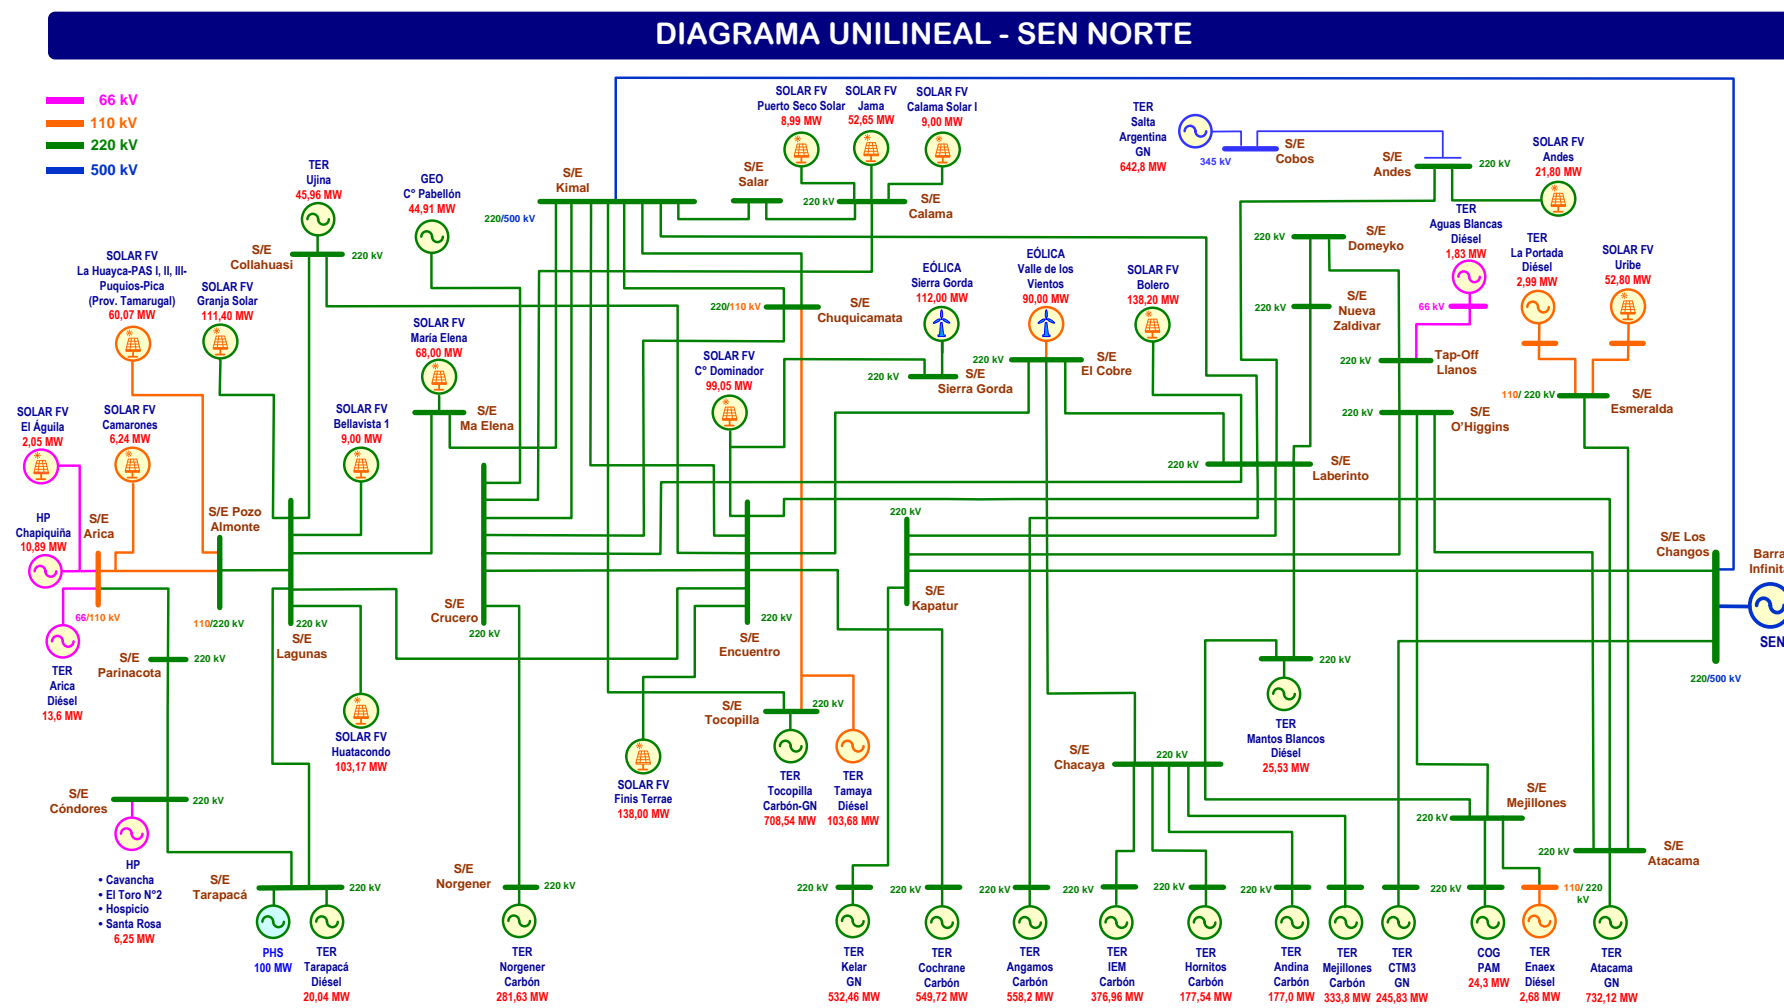 DIAGRAMA UNILINEAL - SEN NORTE
66 kV
110 kV
220 kV
500 kV
TER
Ujina
45,96 MW
GEO
C° Pabellón
44,91 MW
S/E
Kimal
220/500 kV
S/E
Salar
SOLAR FV
Puerto Seco Solar
8,99 MW
SOLAR FV
Jama
52,65 MW
SOLAR FV
Calama Solar I
9,00 MW
220 kV
S/E
Calama
TER
Salta
Argentina
GN
642,8 MW
345 kV
S/E
Cobos
S/E
Andes
220 kV
SOLAR FV
Andes
21,80 MW
S/E
Collahuasi
220 kV
SOLAR FV
La Huayca-PAS I, II, III-
Puquios-Pica
(Prov. Tamarugal)
60,07 MW
SOLAR FV
Granja Solar
111,40 MW
SOLAR FV
María Elena
68,00 MW
S/E
Ma Elena
220/110 kV
S/E
Chuquicamata
EÓLICA
Sierra Gorda
112,00 MW
220 kV
S/E
Sierra Gorda
EÓLICA
Valle de los
Vientos
90,00 MW
220 kV
S/E
El Cobre
SOLAR FV
Bolero
138,20 MW
220 kV
S/E
Domeyko
220 kV
S/E
Nueva
Zaldivar
TER
Aguas Blancas
Diésel
1,83 MW
66 kV
220 kV
Tap-Off
Llanos
TER
La Portada
Diésel
2,99 MW
SOLAR FV
Uribe
52,80 MW
110/ 220 kV
S/E
Esmeralda
220 kV
S/E
O'Higgins
SOLAR FV
C° Dominador
99,05 MW
SOLAR FV
El Águila
2,05 MW
SOLAR FV
Camarones
6,24 MW
SOLAR FV
Bellavista 1
9,00 MW
220 kV
S/E
Laberinto
HP
Chapiquiña
10,89 MW
S/E
Arica
66/110 kV
S/E Pozo
Almonte
110/220 kV
220 kV
S/E
Lagunas
S/E
Crucero
220 kV
220 kV
S/E
Encuentro
220 kV
S/E
Kapatur
S/E Los
Changos
220/500 kV
Barra
SEN
TER
Arica
Diésel
13,6 MW
S/E
Parinacota
220 kV
SOLAR FV
Huatacondo
103,17 MW
SOLAR FV
Finis Terrae
138,00 MW
S/E
Tocopilla
220 kV
TER
Tocopilla
Carbón-GN
708,54 MW
TER
Tamaya
Diésel
103,68 MW
220 kV
TER
Mantos Blancos
Diésel
25,53 MW
S/E
Chacaya
220 kV
S/E
Mejillones
220 kV
220 kV
S/E
Atacama
S/E
Cóndores
220 kV
HP
• Cavancha
• El Toro N°2
• Hospicio
• Santa Rosa
6,25 MW
S/E
Tarapacá
220 kV
PHS
100 MW
TER
Tarapacá
Diésel
20,04 MW
S/E
Norgener
220 kV
TER
Norgener
Carbón
281,63 MW
220 kV
TER
Kelar
GN
532,46 MW
220 kV
TER
Cochrane
Carbón
549,72 MW
220 kV
TER
Angamos
Carbón
558,2 MW
220 kV
TER
IEM
Carbón
376,96 MW
220 kV
TER
Hornitos
Carbón
177,54 MW
220 kV
TER
Andina
Carbón
177,0 MW
220 kV
TER
Mejillones
Carbón
333,8 MW
TER
CTM3
GN
245,83 MW
220 kV
COG
PAM
24,3 MW
110/ 220
kV
TER
Enaex
Diésel
2,68 MW
TER
Atacama
GN
732,12 MW